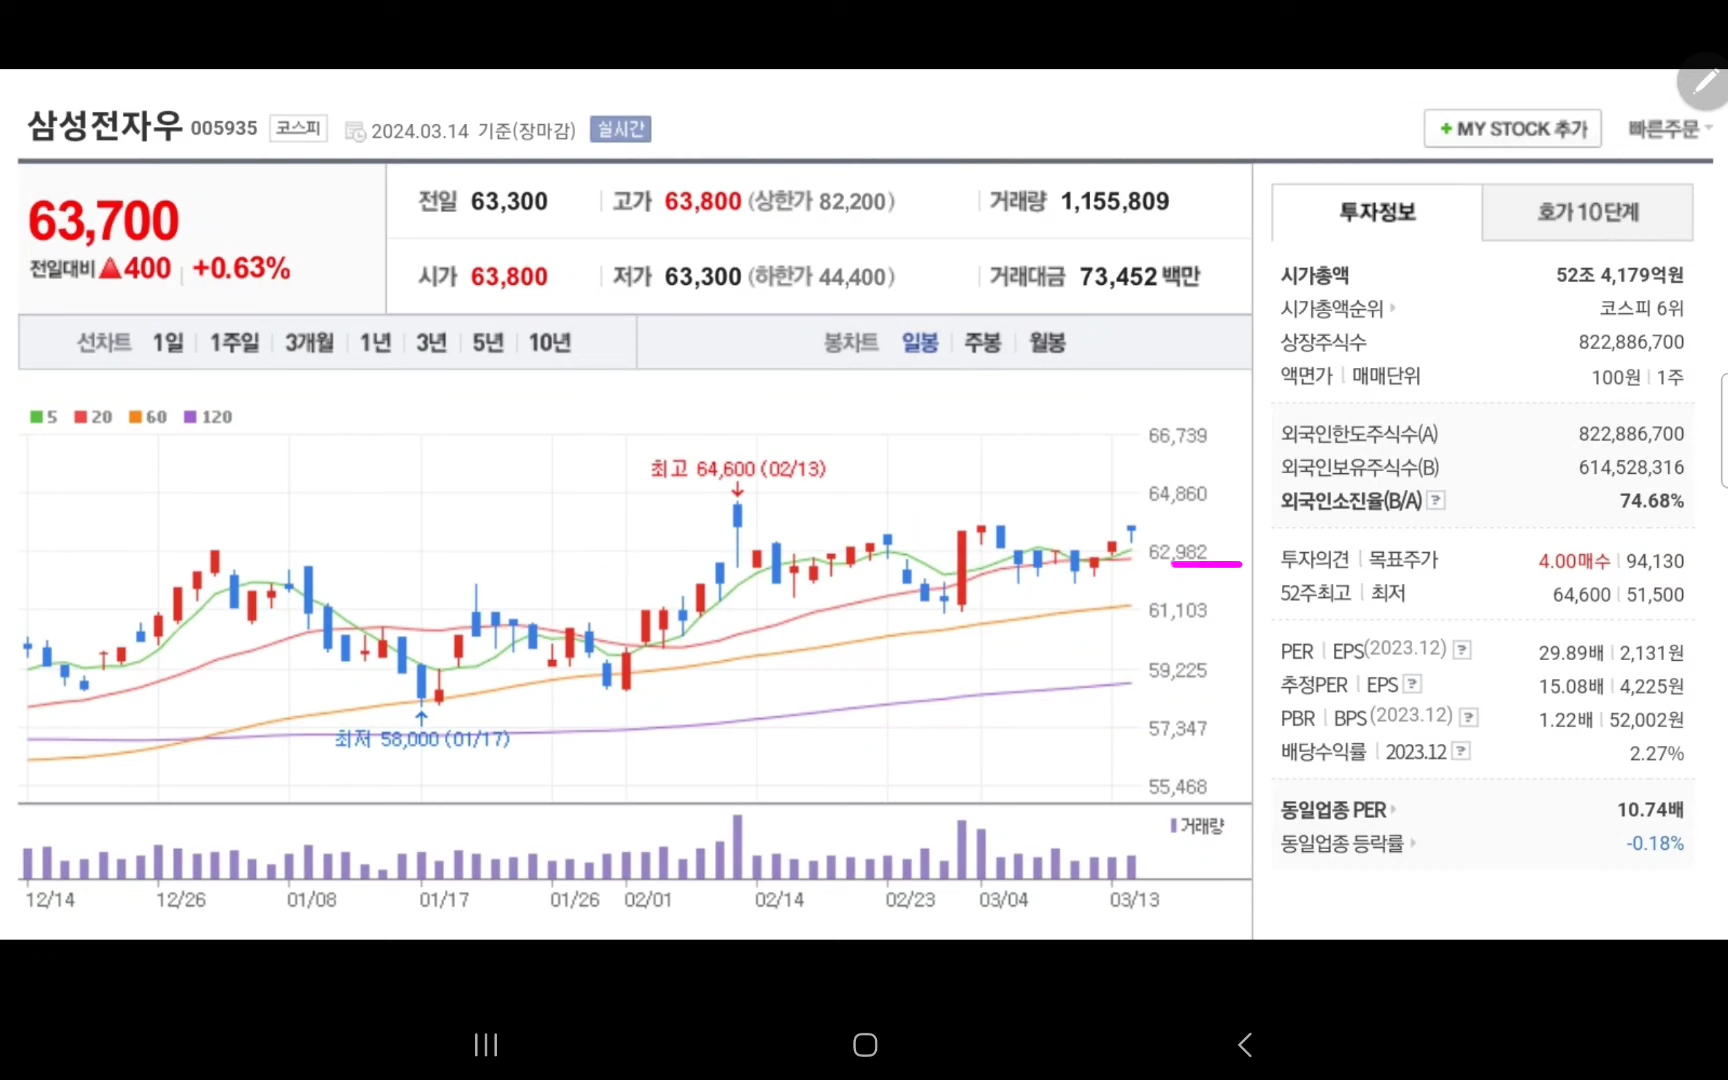 삼성전자우 005935 코스피 2024.03.14 기준(장마감) 실시간 + MY STOCK 추가 빠른주문
63,700
전일대비 ▲400 +0.63%
전일 63,300 고가 63,800 (상한가 82,200) 거래량 1,155,809
시가 63,800 저가 63,300 (하한가 44,400) 거래대금 73,452 백만
선차트 1일 1주일 3개월 1년 3년 5년 10년 봉차트 일봉 주봉 월봉
5 20 60 120
최고 64,600 (02/13)
최저 58,000 (01/17)
66,739
64,860
62,982
61,103
59,225
57,347
55,468
거래량
12/14 12/26 01/08 01/17 01/26 02/01 02/14 02/23 03/04 03/13
투자정보 호가 10단계
시가총액 52조 4,179억원
시가총액순위 코스피 6위
상장주식수 822,886,700
액면가 매매단위 100원 1주
외국인한도주식수(A) 822,886,700
외국인보유주식수(B) 614,528,316
외국인소진율(B/A) ? 74.68%
투자의견 목표주가 4.00매수 94,130
52주최고 최저 64,600 51,500
PER EPS(2023.12) ? 29.89배 2,131원
추정PER EPS ? 15.08배 4,225원
PBR BPS (2023.12) ? 1.22배 52,002원
배당수익률 2023.12 ? 2.27%
동일업종 PER 10.74배
동일업종 등락률 -0.18%